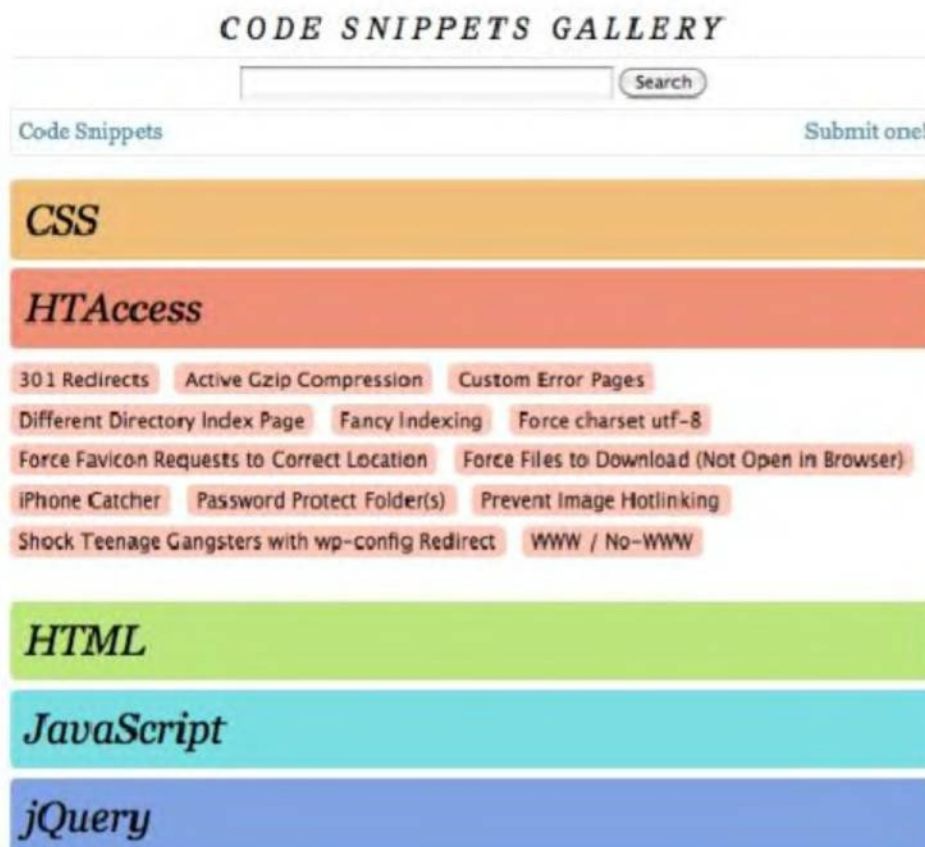 CODE SNIPPETS GALLERY
Search
Code Snippets Submit one!
CSS
HTAccess
301 Redirects Active Gzip Compression Custom Error Pages
Different Directory Index Page Fancy Indexing Force charset utf-8
Force Favicon Requests to Correct Location Force Files to Download (Not Open in Browser)
iPhone Catcher Password Protect Folder(s) Prevent Image Hotlinking
Shock Teenage Gangsters with wp-config Redirect WWW / No-WWW
HTML
JavaScript
jQuery